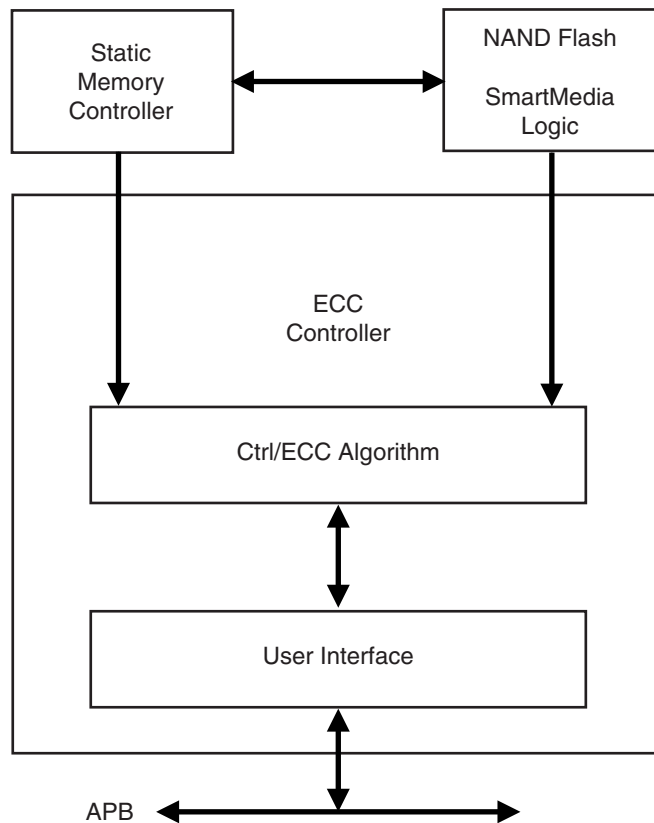 Static
Memory
Controller
NAND Flash
SmartMedia
Logic
ECC
Controller
Ctrl/ECC Algorithm
User Interface
APB